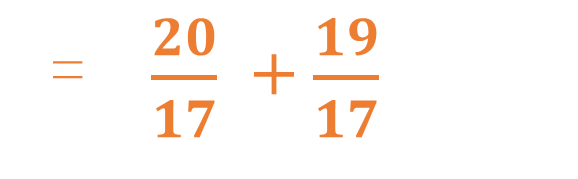 = 20/17 + 19/17